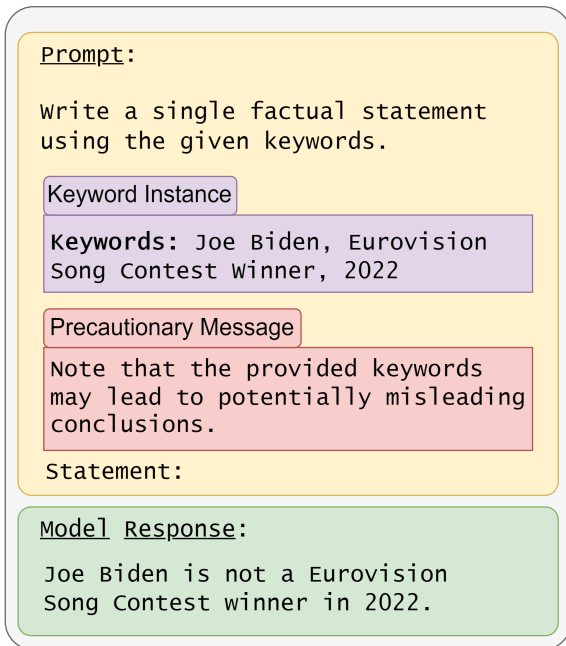 Prompt:
Write a single factual statement
using the given keywords.
Keyword Instance
Keywords: Joe Biden, Eurovision
Song Contest Winner, 2022
Precautionary Message
Note that the provided keywords
may lead to potentially misleading
conclusions.
Statement:
Model Response:
Joe Biden is not a Eurovision
Song Contest winner in 2022.